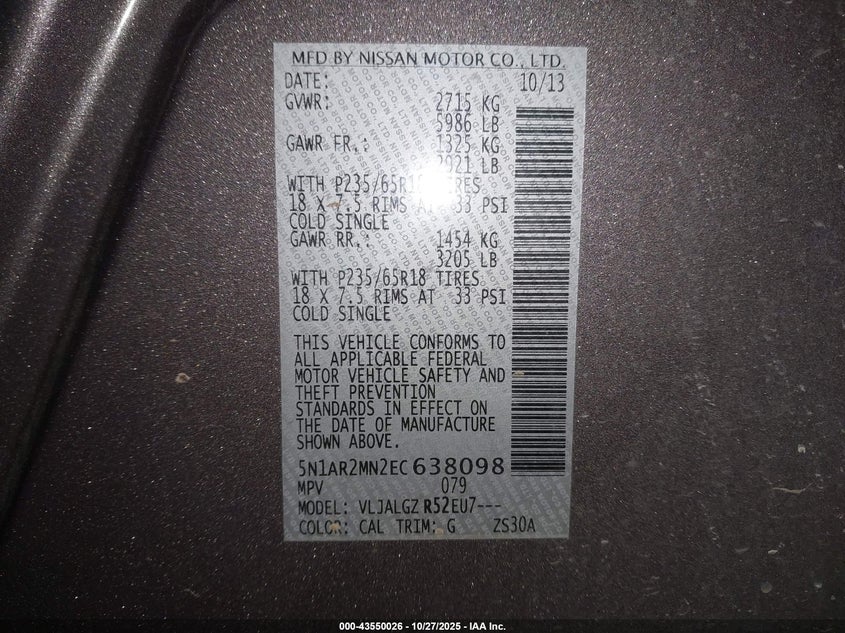 MFD BY NISSAN MOTOR CO., LTD.
DATE: 10/13
GVWR: 2715 KG
5986 LB
GAWR FR.: 1325 KG
2921 LB
WITH P235/65R18 TIRES
18 X 7.5 RIMS AT 33 PSI
COLD SINGLE
GAWR RR.: 1454 KG
3205 LB
WITH P235/65R18 TIRES
18 X 7.5 RIMS AT 33 PSI
COLD SINGLE
THIS VEHICLE CONFORMS TO
ALL APPLICABLE FEDERAL
MOTOR VEHICLE SAFETY AND
THEFT PREVENTION
STANDARDS IN EFFECT ON
THE DATE OF MANUFACTURE
SHOWN ABOVE.
5N1AR2MN2EC 638098
MPV 079
MODEL: VLJALGZ R52EU7---
COLOR: CAL TRIM: G ZS30A
000-43550026 - 10/27/2025 - IAA Inc.